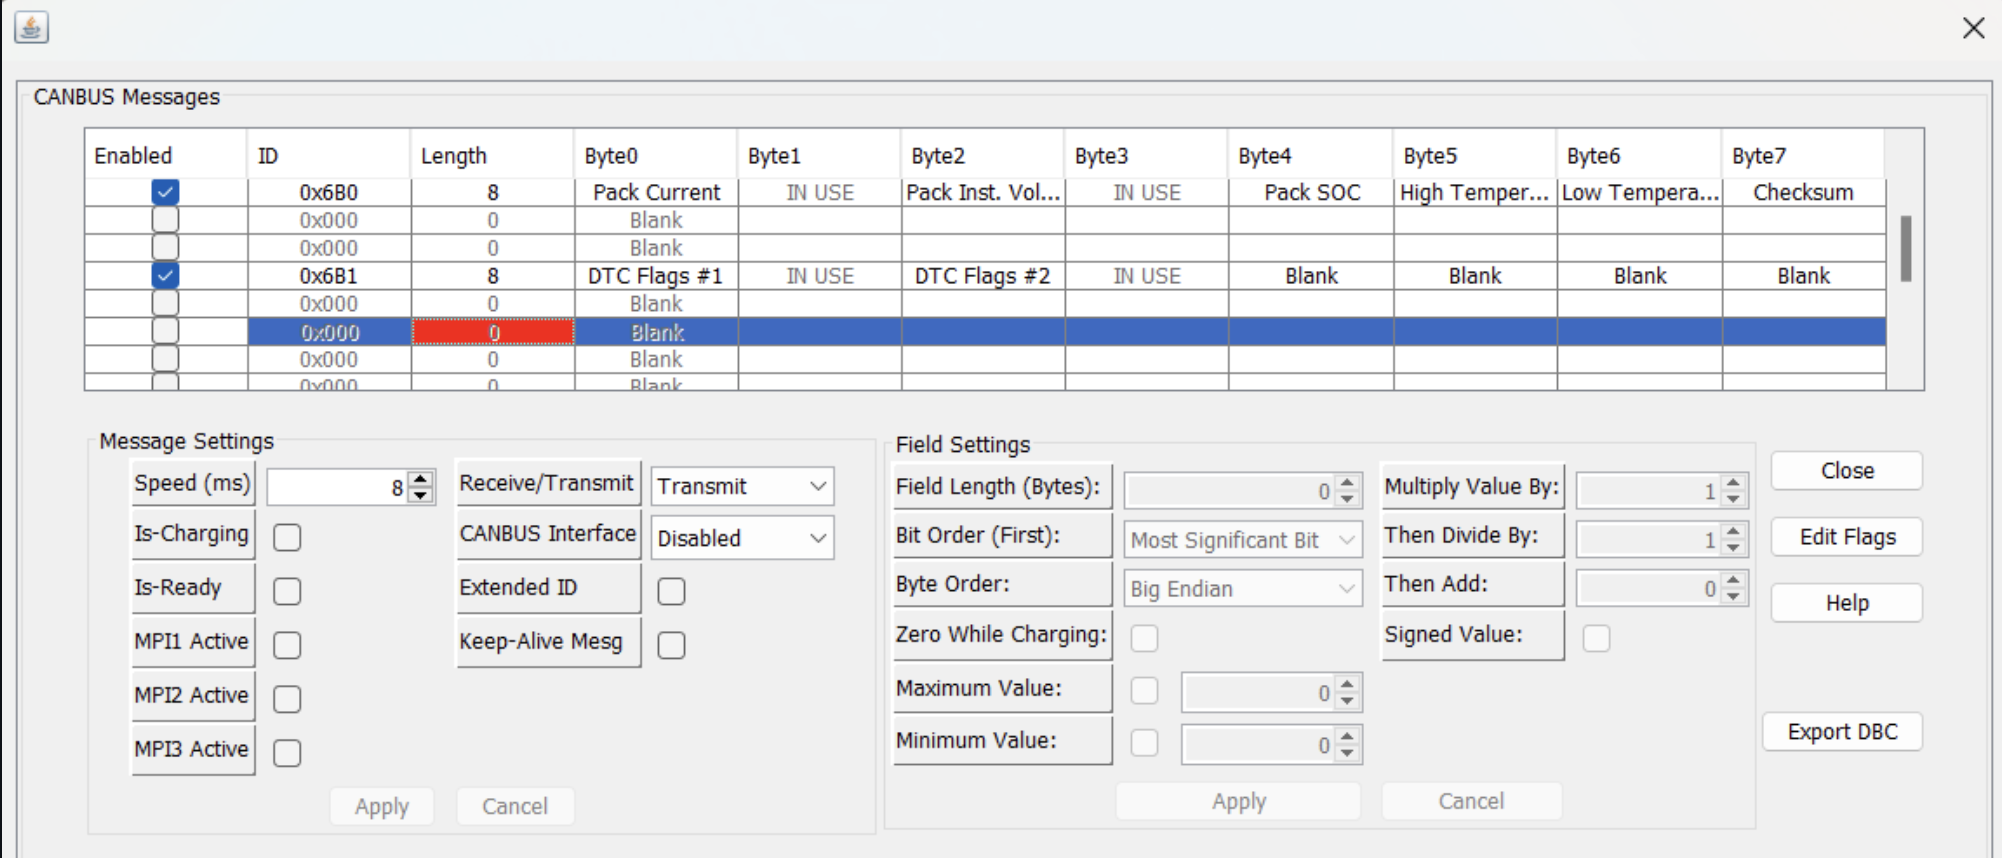 CANBUS Messages
Enabled ID Length Byte0 Byte1 Byte2 Byte3 Byte4 Byte5 Byte6 Byte7
0x6B0 8 Pack Current IN USE Pack Inst. Vol... IN USE Pack SOC High Temper... Low Tempera... Checksum
0x000 0 Blank
0x000 0 Blank
0x6B1 8 DTC Flags #1 IN USE DTC Flags #2 IN USE Blank Blank Blank Blank
0x000 0 Blank
0x000 0 Blank
0x000 0 Blank
0x000 0 Blank
Message Settings
Speed (ms) 8 Receive/Transmit Transmit
Is-Charging CANBUS Interface Disabled
Is-Ready Extended ID
MPI1 Active Keep-Alive Mesg
MPI2 Active
MPI3 Active
Apply Cancel
Field Settings
Field Length (Bytes): 0 Multiply Value By: 1
Bit Order (First): Most Significant Bit Then Divide By: 1
Byte Order: Big Endian Then Add: 0
Zero While Charging: Signed Value:
Maximum Value: 0
Minimum Value: 0
Apply Cancel
Close
Edit Flags
Help
Export DBC